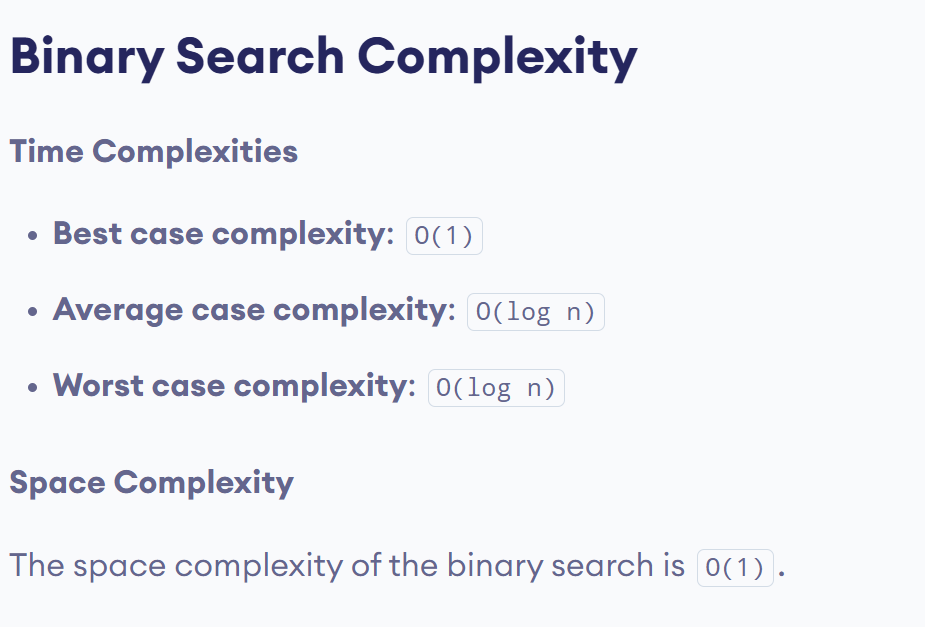 Binary Search Complexity
Time Complexities
• Best case complexity: O(1)
• Average case complexity: O(log n)
• Worst case complexity: O(log n)
Space Complexity
The space complexity of the binary search is O(1).